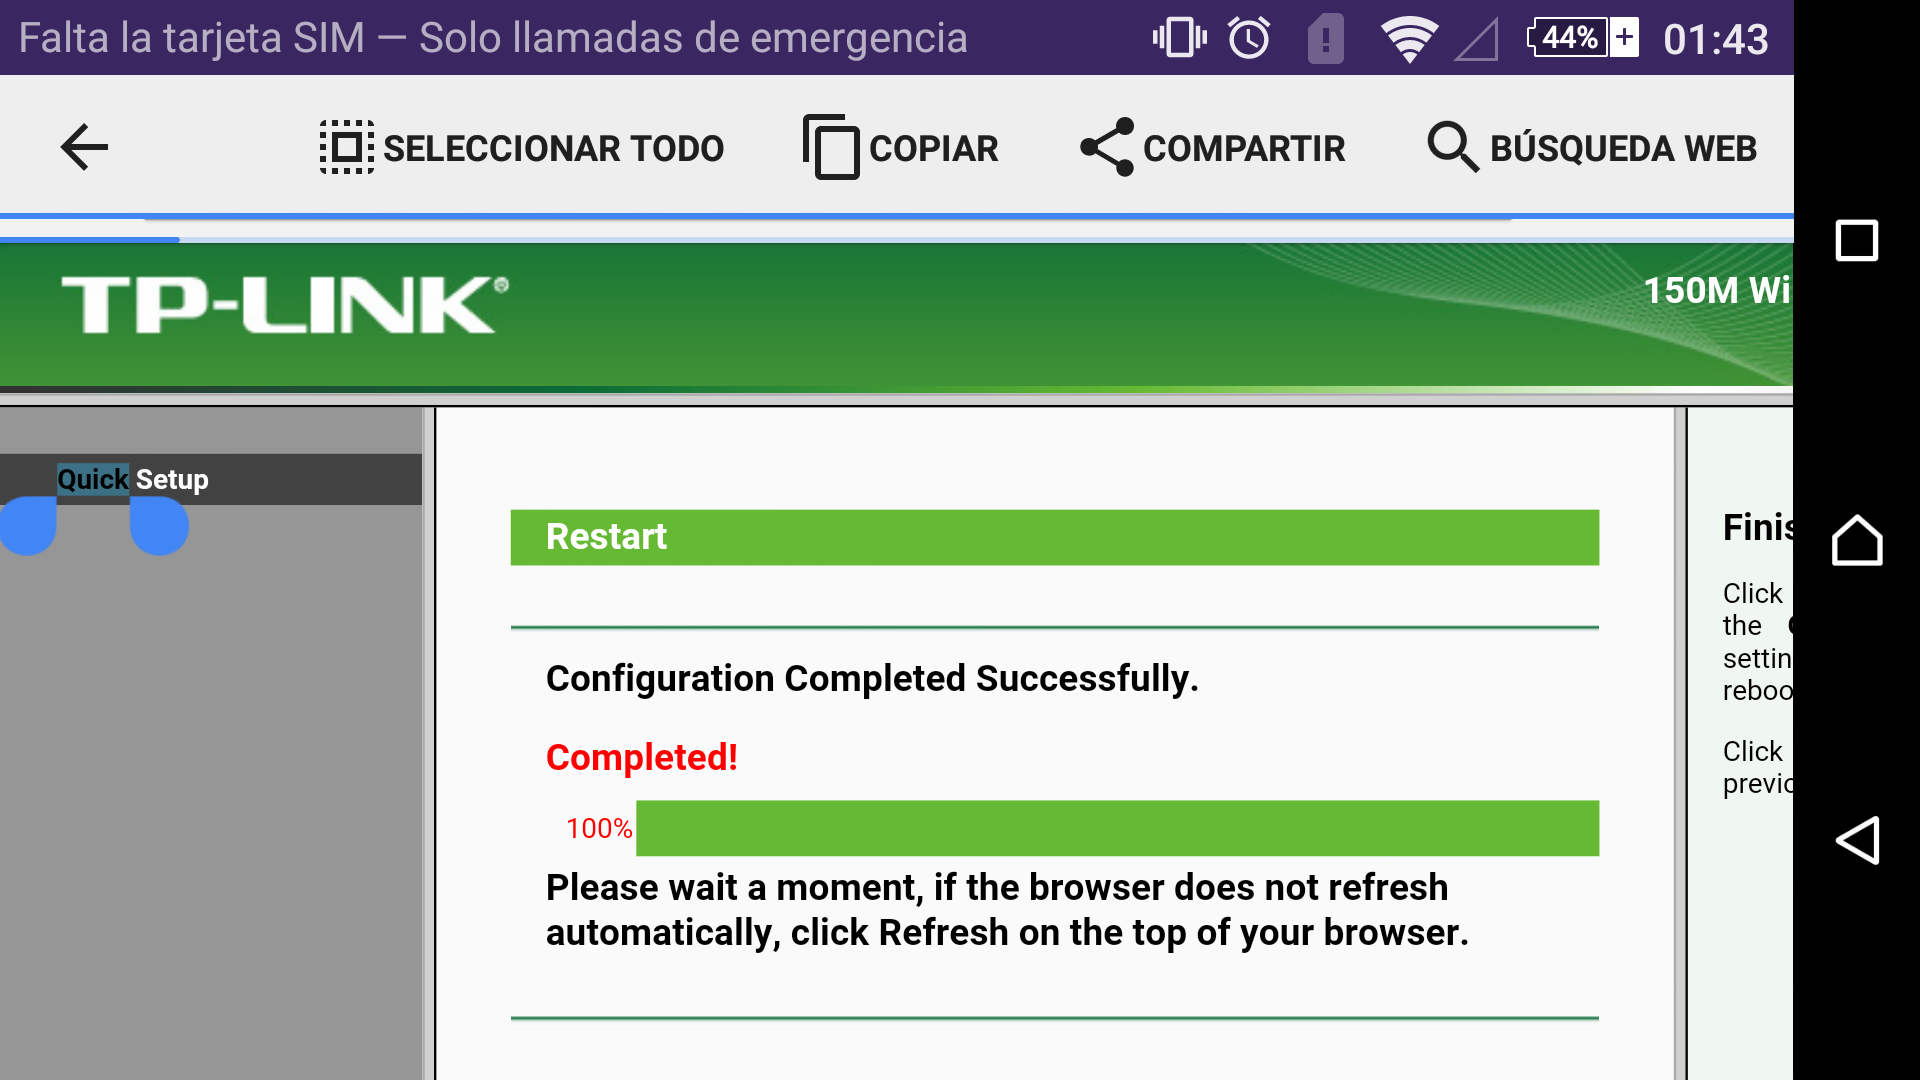 Falta la tarjeta SIM — Solo llamadas de emergencia
44%
01:43
SELECCIONAR TODO
COPIAR
COMPARTIR
BÚSQUEDA WEB
TP-LINK®
150M Wi
Quick Setup
Restart
Configuration Completed Successfully.
Completed!
100%
Please wait a moment, if the browser does not refresh
automatically, click Refresh on the top of your browser.
Finis
Click
the
settin
reboo
Click
previo